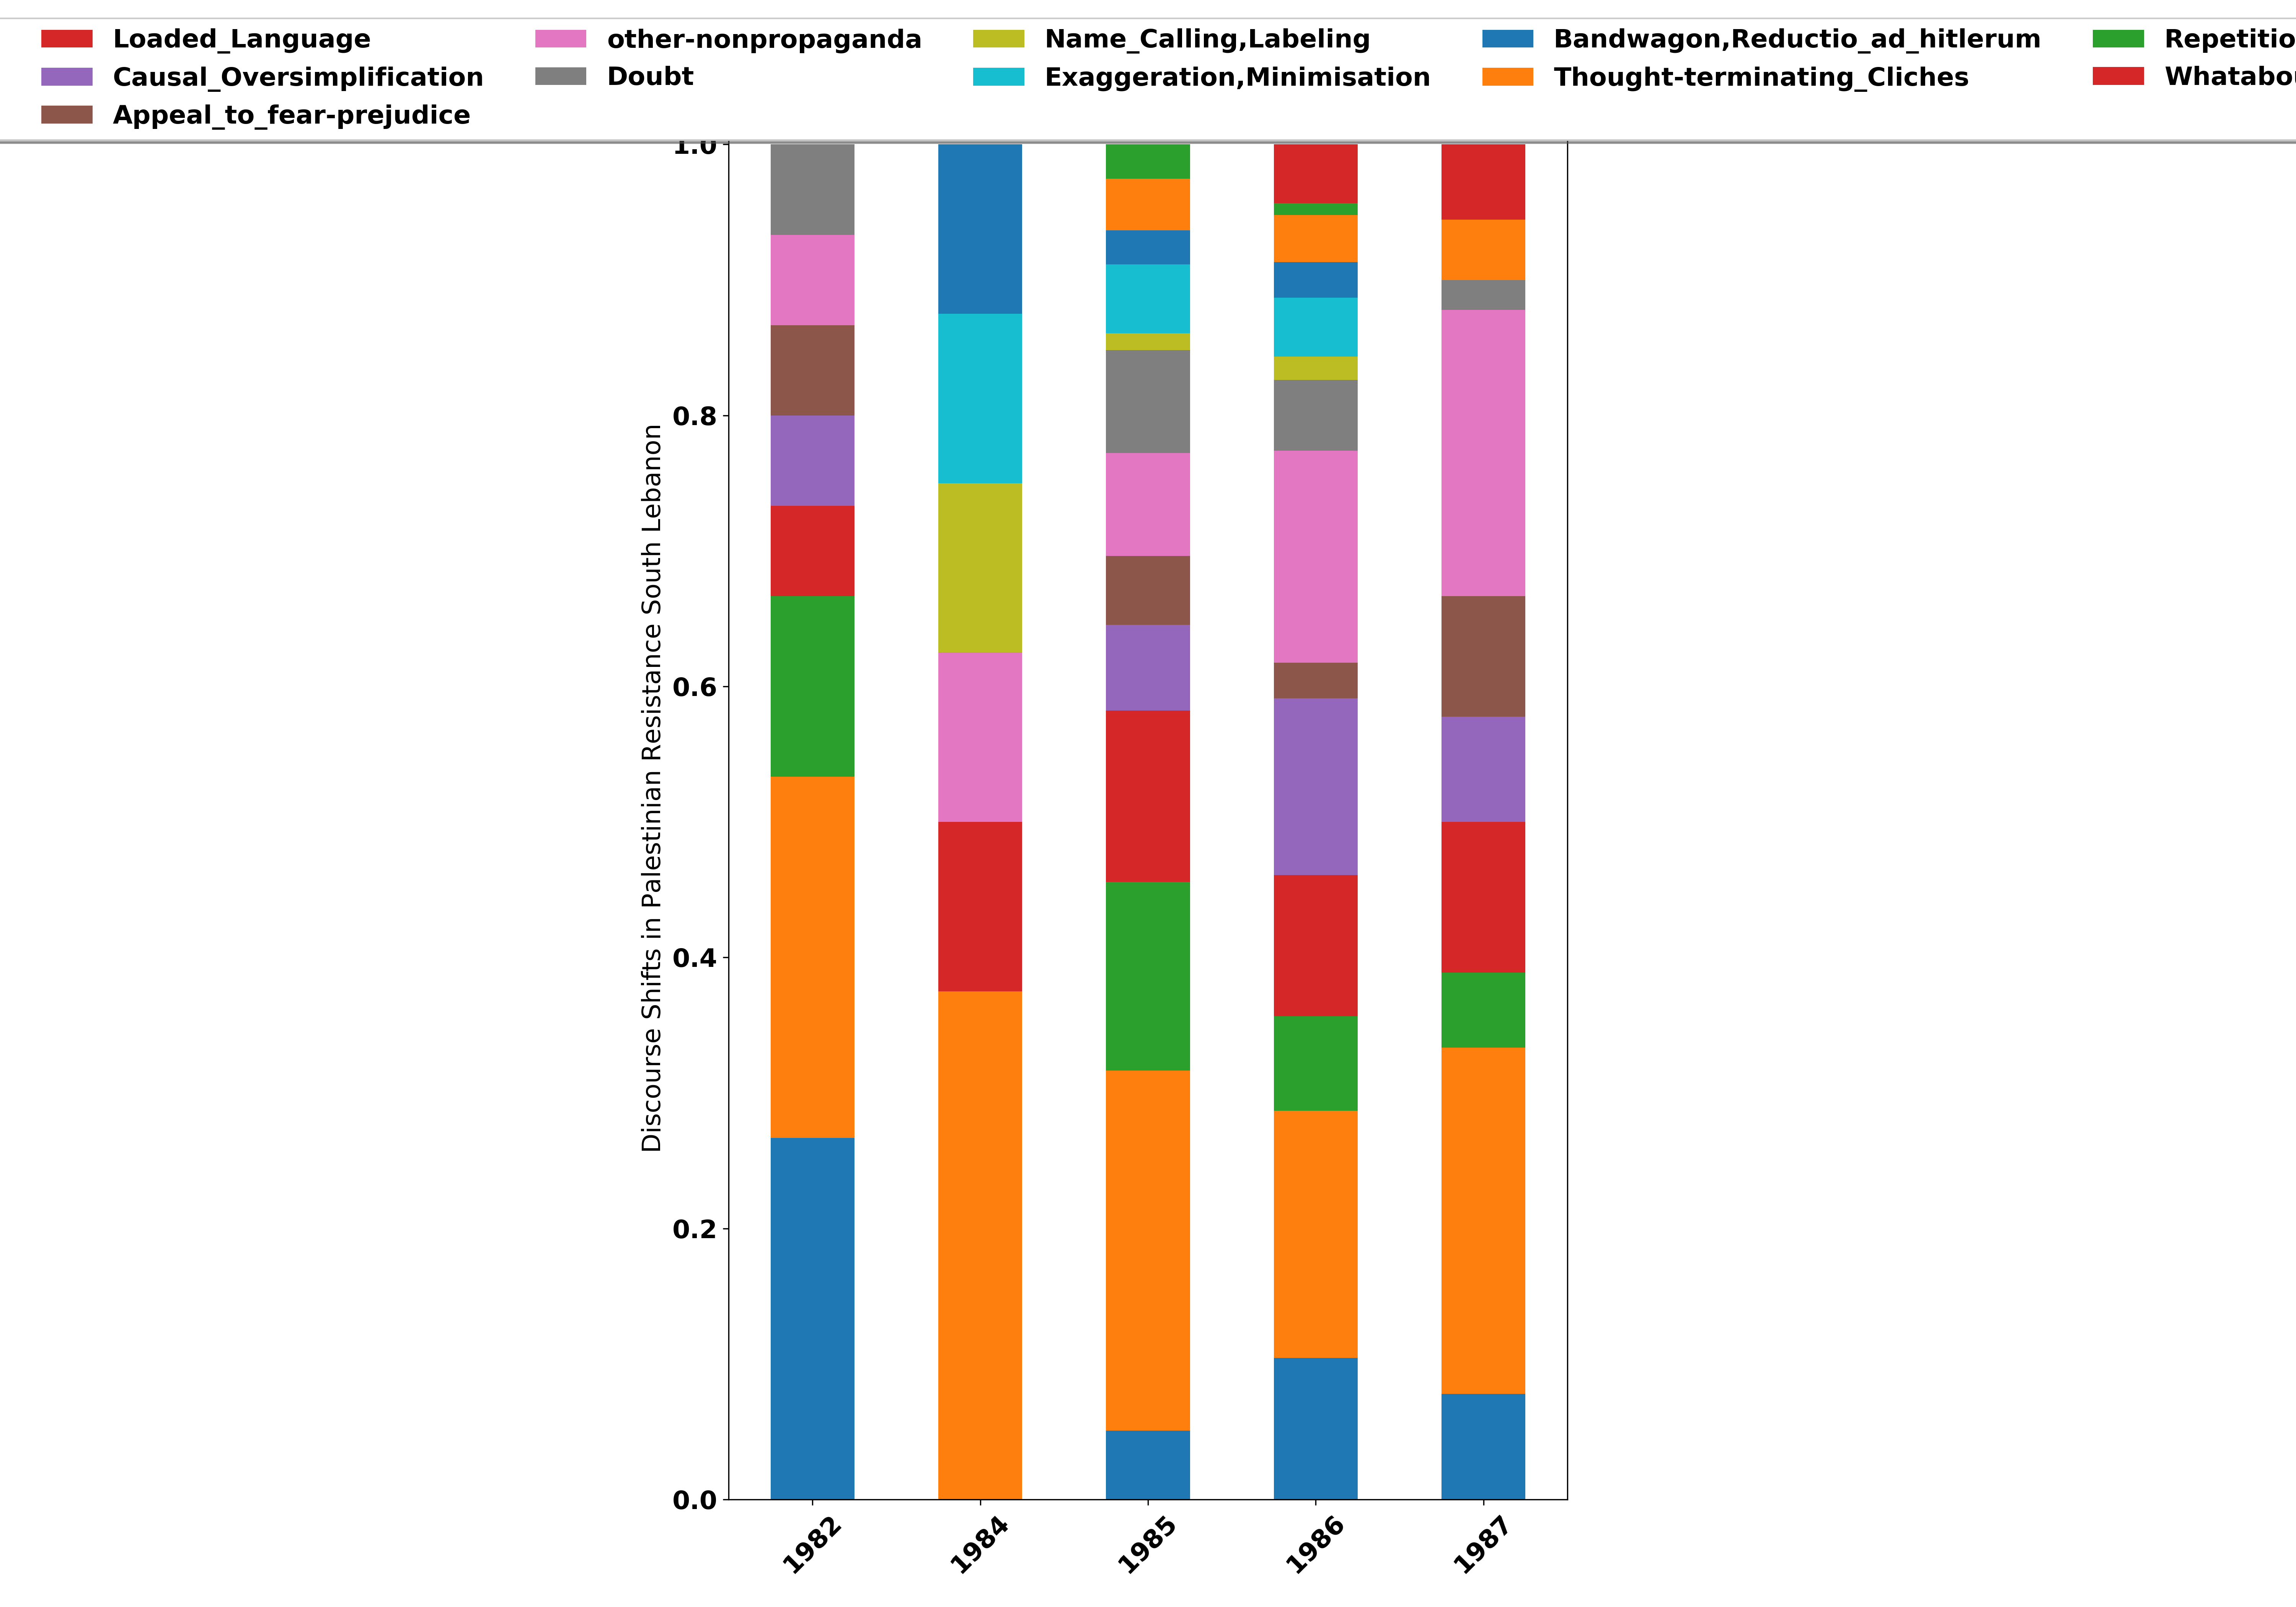 Loaded_Language other-nonpropaganda Name_Calling,Labeling Bandwagon,Reductio_ad_hitlerum
Causal_Oversimplification Doubt Exaggeration,Minimisation Thought-terminating_Cliches
Appeal_to_fear-prejudice
1.0
0.8
0.6
0.4
0.2
0.0
Discourse Shifts in Palestinian Resistance South Lebanon
1982 1984 1985 1986 1987